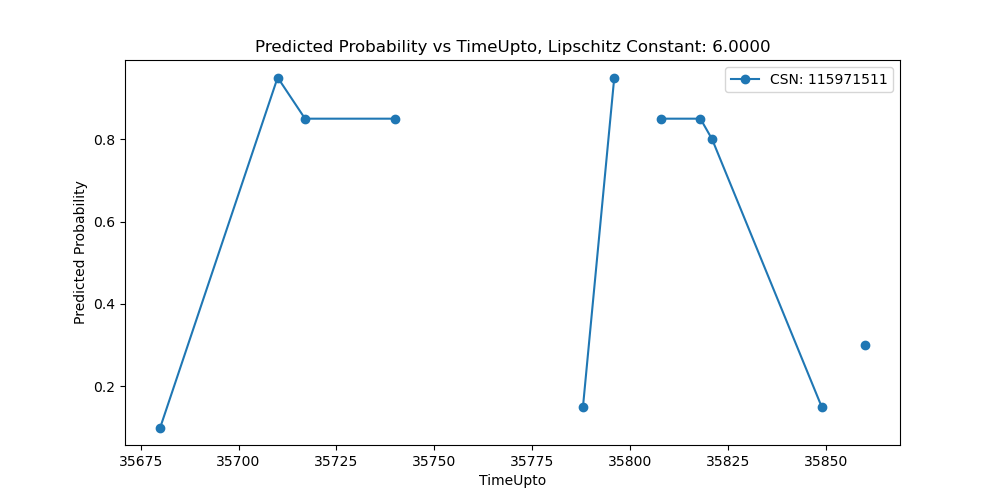 Predicted Probability vs TimeUpto, Lipschitz Constant: 6.0000
CSN: 115971511
Predicted Probability
0.8
0.6
0.4
0.2
35675 35700 35725 35750 35775 35800 35825 35850
TimeUpto